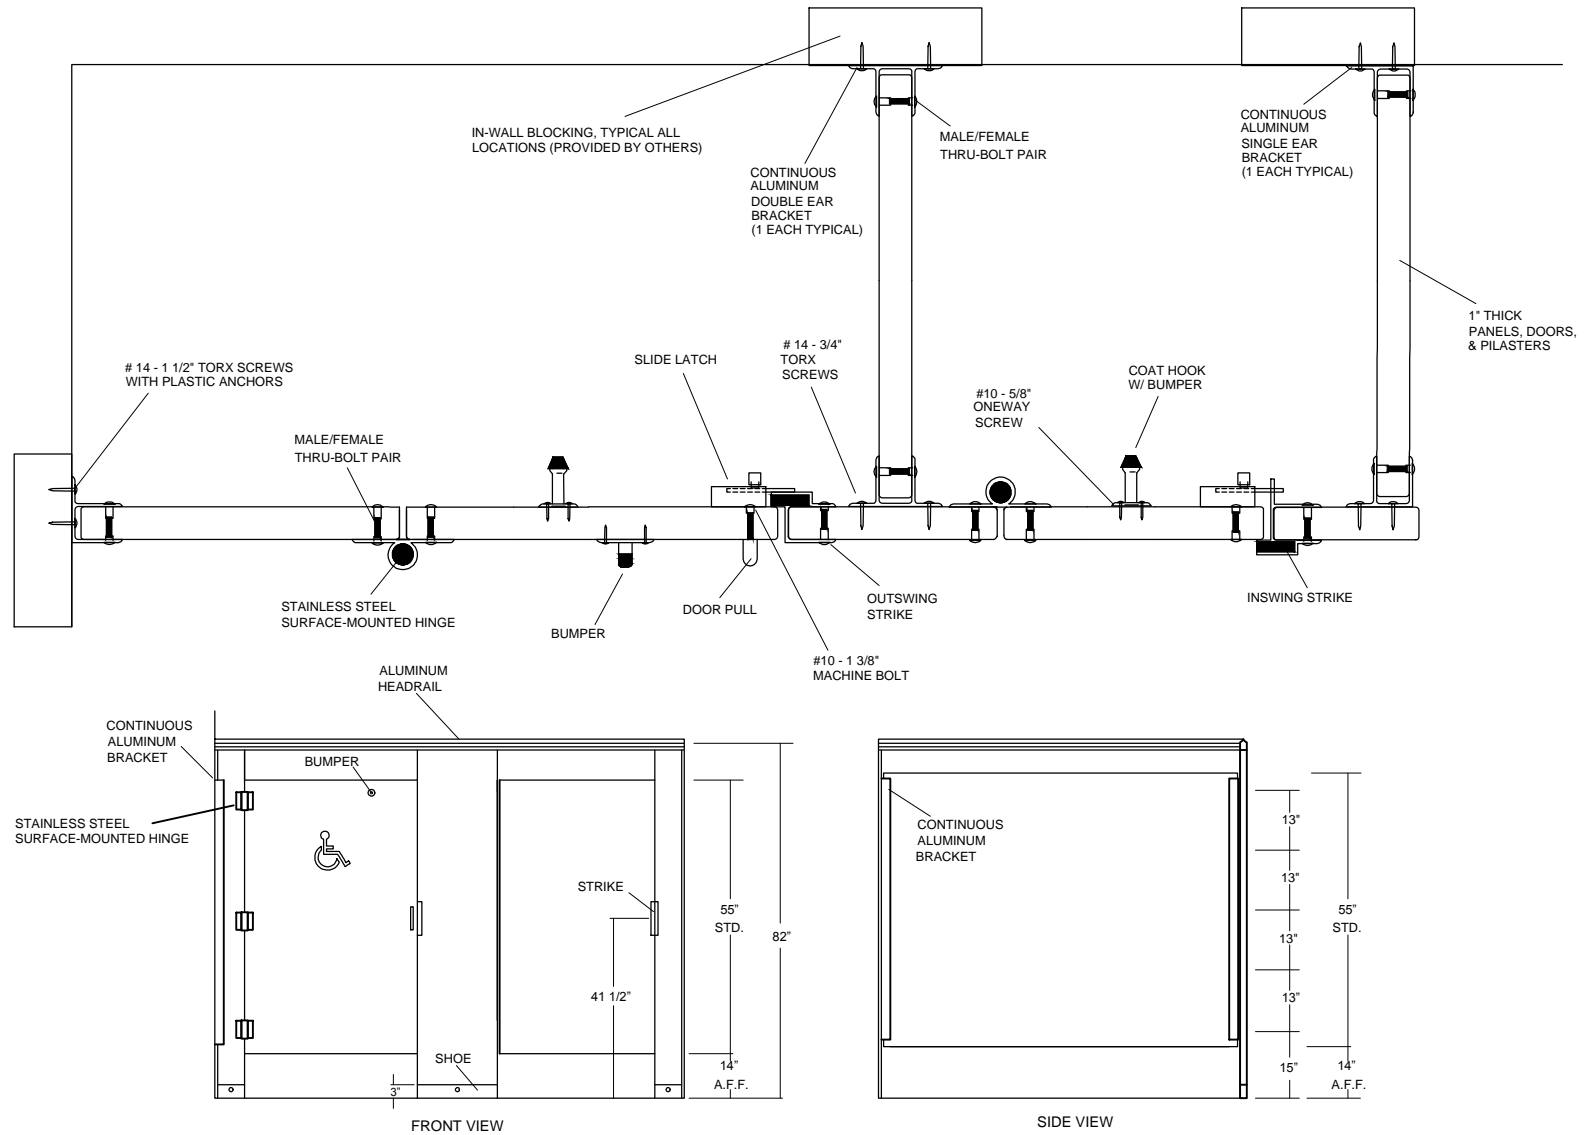 IN-WALL BLOCKING, TYPICAL ALL
LOCATIONS (PROVIDED BY OTHERS)
CONTINUOUS
ALUMINUM
DOUBLE EAR
BRACKET
(1 EACH TYPICAL)
MALE/FEMALE
THRU-BOLT PAIR
CONTINUOUS
ALUMINUM
SINGLE EAR
BRACKET
(1 EACH TYPICAL)
1" THICK
PANELS, DOORS,
& PILASTERS
# 14 - 1 1/2" TORX SCREWS
WITH PLASTIC ANCHORS
MALE/FEMALE
THRU-BOLT PAIR
SLIDE LATCH
# 14 - 3/4"
TORX
SCREWS
#10 - 5/8"
ONEWAY
SCREW
COAT HOOK
W/ BUMPER
STAINLESS STEEL
SURFACE-MOUNTED HINGE
BUMPER
DOOR PULL
OUTSWING
STRIKE
INSWING STRIKE
#10 - 1 3/8"
MACHINE BOLT
ALUMINUM
HEADRAIL
CONTINUOUS
ALUMINUM
BRACKET
BUMPER
STAINLESS STEEL
SURFACE-MOUNTED HINGE
STRIKE
41 1/2"
SHOE
3"
55"
STD.
82"
14"
A.F.F.
FRONT VIEW
CONTINUOUS
ALUMINUM
BRACKET
13"
13"
13"
13"
15"
55"
STD.
14"
A.F.F.
SIDE VIEW